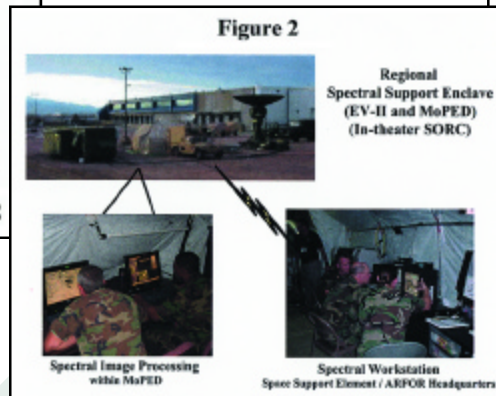 Figure 2
Regional
Spectral Support Enclave
(EV-II and MoPED)
(In-theater SORC)
Spectral Image Processing
within MoPED
Spectral Workstation
Space Support Element / ARFOR Headquarters